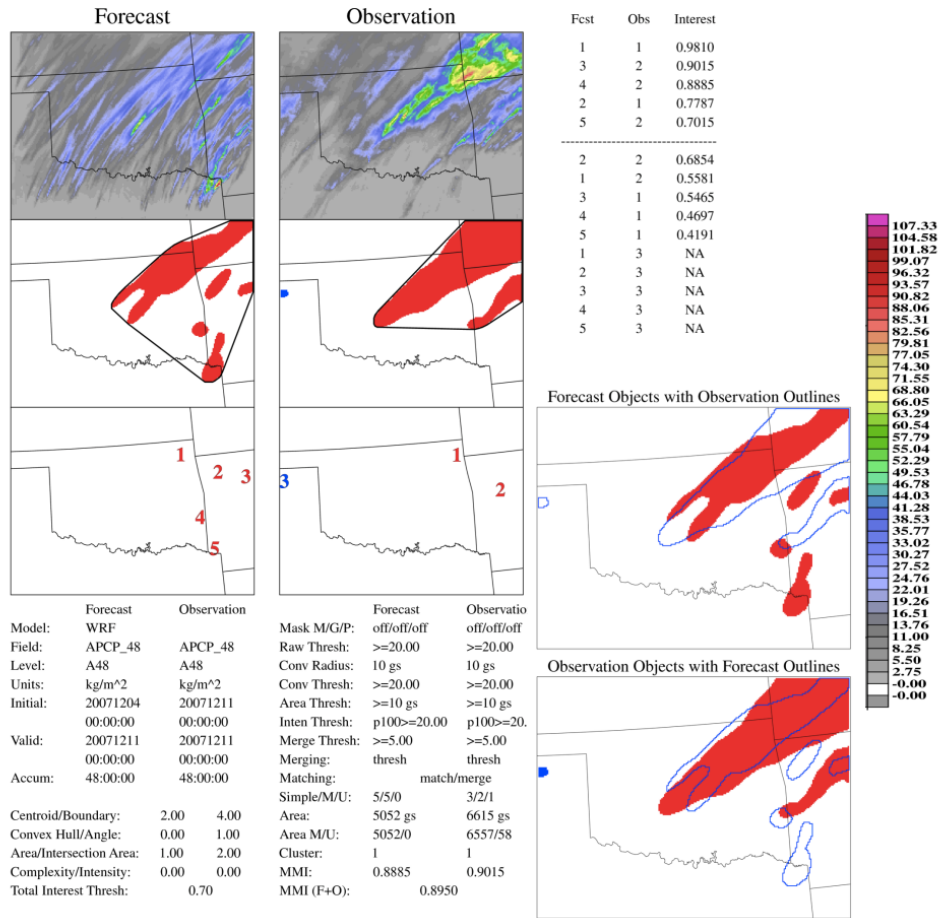 Forecast
Observation
1
2
3
4
5
1
2
3
Forecast Observation
Model: WRF
Field: APCP_48 APCP_48
Level: A48 A48
Units: kg/m^2 kg/m^2
Initial: 20071204 20071211
00:00:00 00:00:00
Valid: 20071211 20071211
00:00:00 00:00:00
Accum: 48:00:00 48:00:00
Centroid/Boundary: 2.00 4.00
Convex Hull/Angle: 0.00 1.00
Area/Intersection Area: 1.00 2.00
Complexity/Intensity: 0.00 0.00
Total Interest Thresh: 0.70
Forecast Observatio
Mask M/G/P: off/off/off off/off/off
Raw Thresh: >=20.00 >=20.00
Conv Radius: 10 gs 10 gs
Conv Thresh: >=20.00 >=20.00
Area Thresh: >=10 gs >=10 gs
Inten Thresh: p100>=20.00 p100>=20.
Merge Thresh: >=5.00 >=5.00
Merging: thresh thresh
Matching: match/merge
Simple/M/U: 5/5/0 3/2/1
Area: 5052 gs 6615 gs
Area M/U: 5052/0 6557/58
Cluster: 1 1
MMI: 0.8885 0.9015
MMI (F+O): 0.8950
Fcst Obs Interest
1 1 0.9810
3 2 0.9015
4 2 0.8885
2 1 0.7787
5 2 0.7015
------------------------------------
2 2 0.6854
1 2 0.5581
3 1 0.5465
4 1 0.4697
5 1 0.4191
1 3 NA
2 3 NA
3 3 NA
4 3 NA
5 3 NA
Forecast Objects with Observation Outlines
Observation Objects with Forecast Outlines
107.33
104.58
101.82
99.07
96.32
93.57
90.82
88.06
85.31
82.56
79.81
77.05
74.30
71.55
68.80
66.05
63.29
60.54
57.79
55.04
52.29
49.53
46.78
44.03
41.28
38.53
35.77
33.02
30.27
27.52
24.76
22.01
19.26
16.51
13.76
11.00
8.25
5.50
2.75
-0.00
-0.00